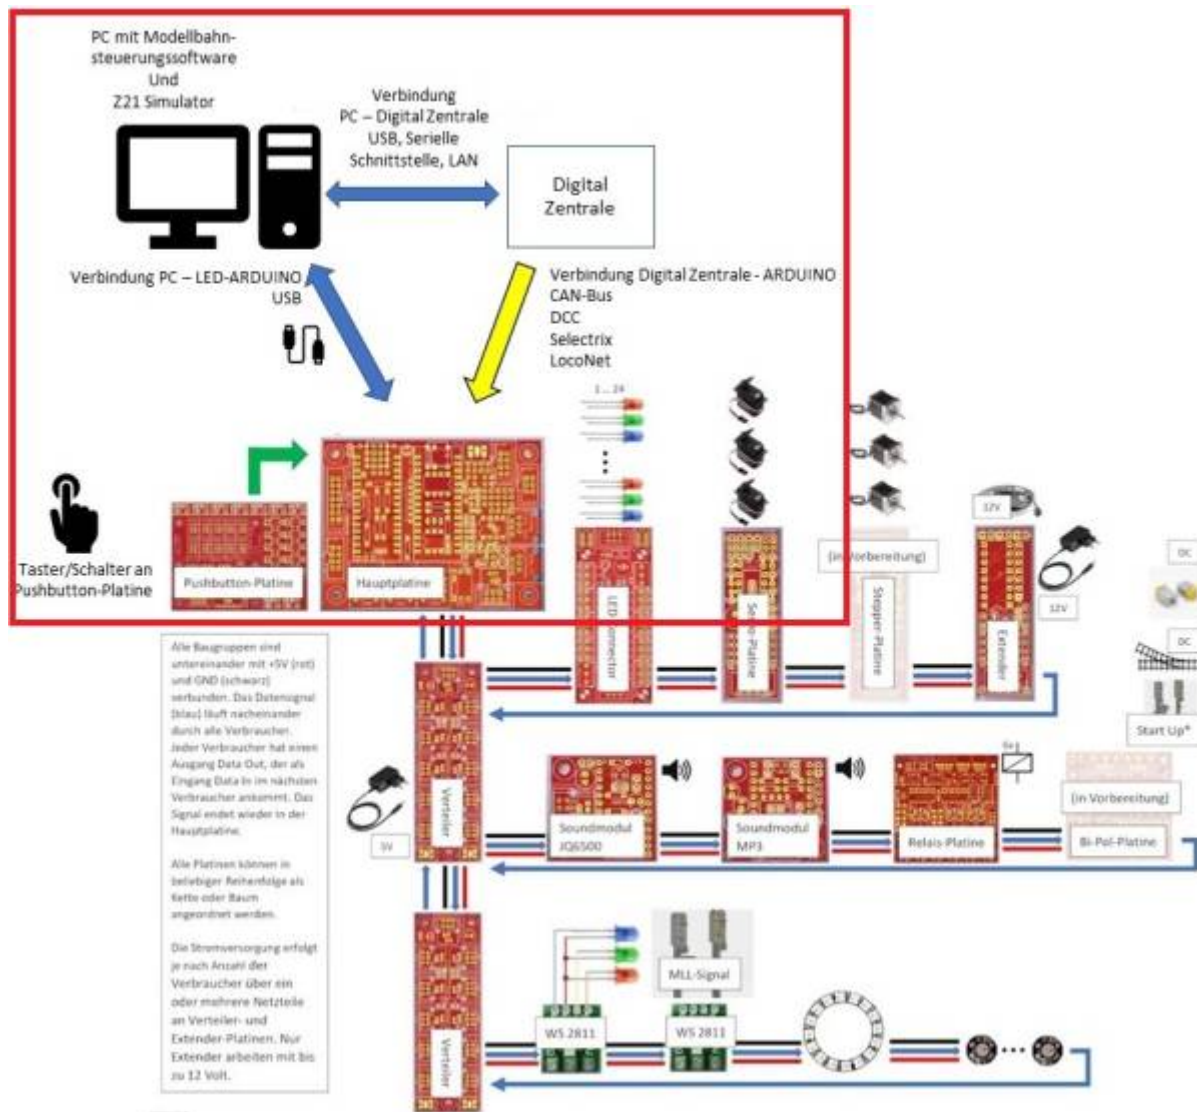 PC mit Modellbahn-
steuerungssoftware
Und
Z21 Simulator
Verbindung
PC – Digital Zentrale
USB, Serielle
Schnittstelle, LAN
Digital
Zentrale
Verbindung PC – LED-ARDUINO
USB
Verbindung Digital Zentrale - ARDUINO
CAN-Bus
DCC
Selectrix
LocoNet
1 ... 24
Taster/Schalter an
Pushbutton-Platine
Pushbutton-Platine
Hauptplatine
LED-Connector
Servo-Platine
(in Vorbereitung)
Stepper-Platine
12V
Extender
12V
DC
DC
Start Up*
Alle Baugruppen sind
untereinander mit +5V (rot)
und GND (schwarz)
verbunden. Das Datensignal
(blau) läuft nacheinander
durch alle Verbraucher.
Jeder Verbraucher hat einen
Ausgang Data Out, der als
Eingang Data In im nächsten
Verbraucher ankommt. Das
Signal endet wieder in der
Hauptplatine.
Alle Platinen können in
beliebiger Reihenfolge als
Kette oder Baum
angeordnet werden.
Die Stromversorgung erfolgt
je nach Anzahl der
Verbraucher über ein
oder mehrere Netzteile
an Verteiler- und
Extender-Platinen. Nur
Extender arbeiten mit bis
zu 12 Volt.
Verteiler
5V
Soundmodul
JQ6500
Soundmodul
MP3
Relais-Platine
(in Vorbereitung)
Bi-Pol-Platine
Verteiler
WS 2811
MLL-Signal
WS 2811